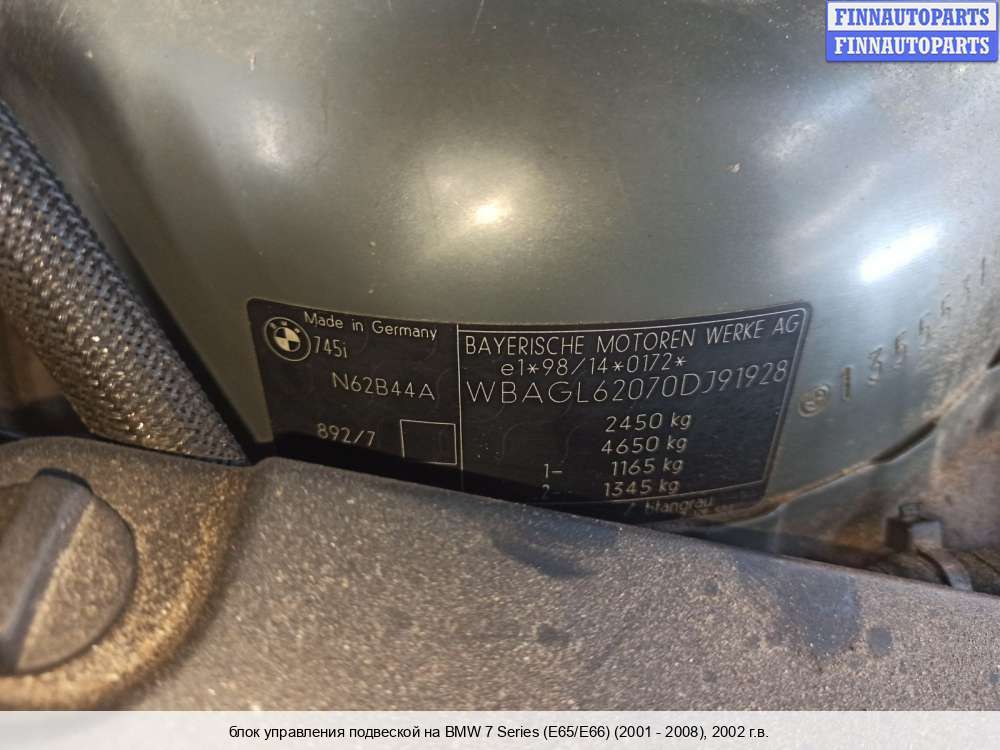 FINNAUTOPARTS
FINNAUTOPARTS
Made in Germany
BMW
745i
N62B44A
892/7
BAYERISCHE MOTOREN WERKE AG
e1*98/14*0172*
WBAGL62070DJ91928
2450 kg
4650 kg
1- 1165 kg
2- 1345 kg
блок управления подвеской на BMW 7 Series (E65/E66) (2001 - 2008), 2002 г.в.